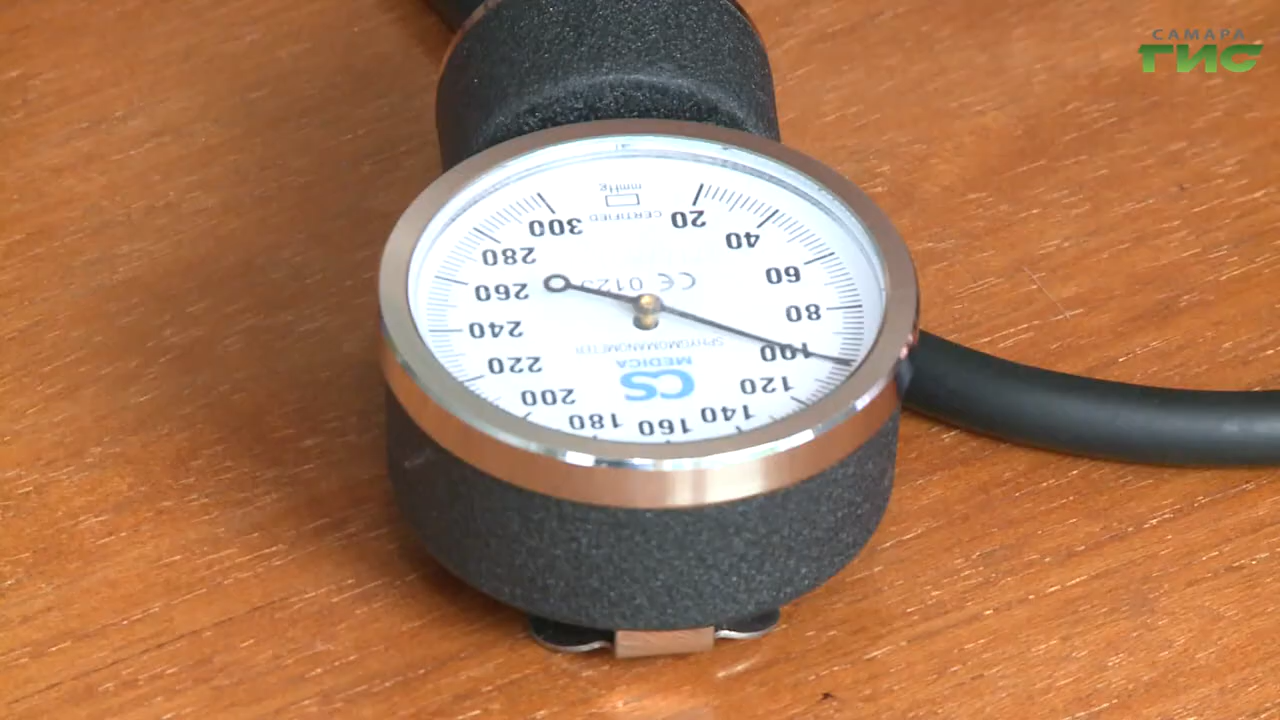 САМАРА
ГИС
mmHg
CERTIFIED
20
40
60
80
100
120
140
160
180
200
220
240
260
280
300
CE 0123
SPHYGMOMANOMETER
MEDICA
CS